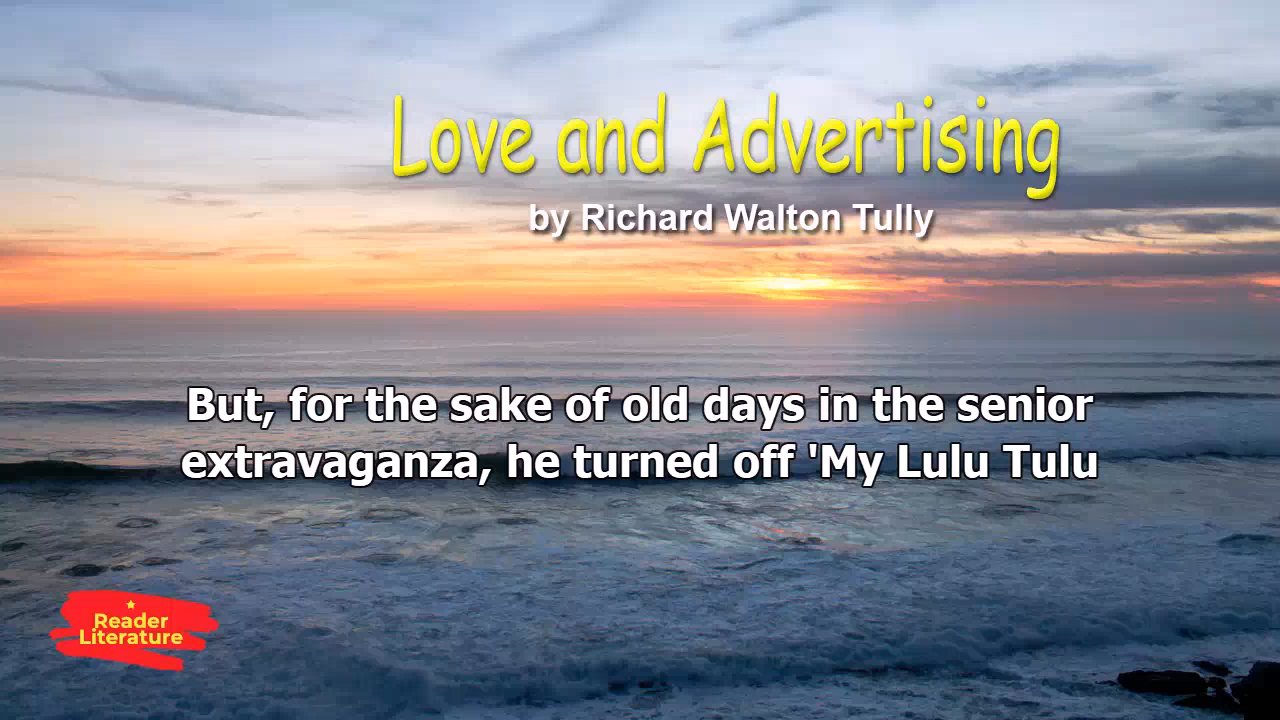 Love and Advertising
by Richard Walton Tully
But, for the sake of old days in the senior
extravaganza, he turned off 'My Lulu Tulu
Reader
Literature